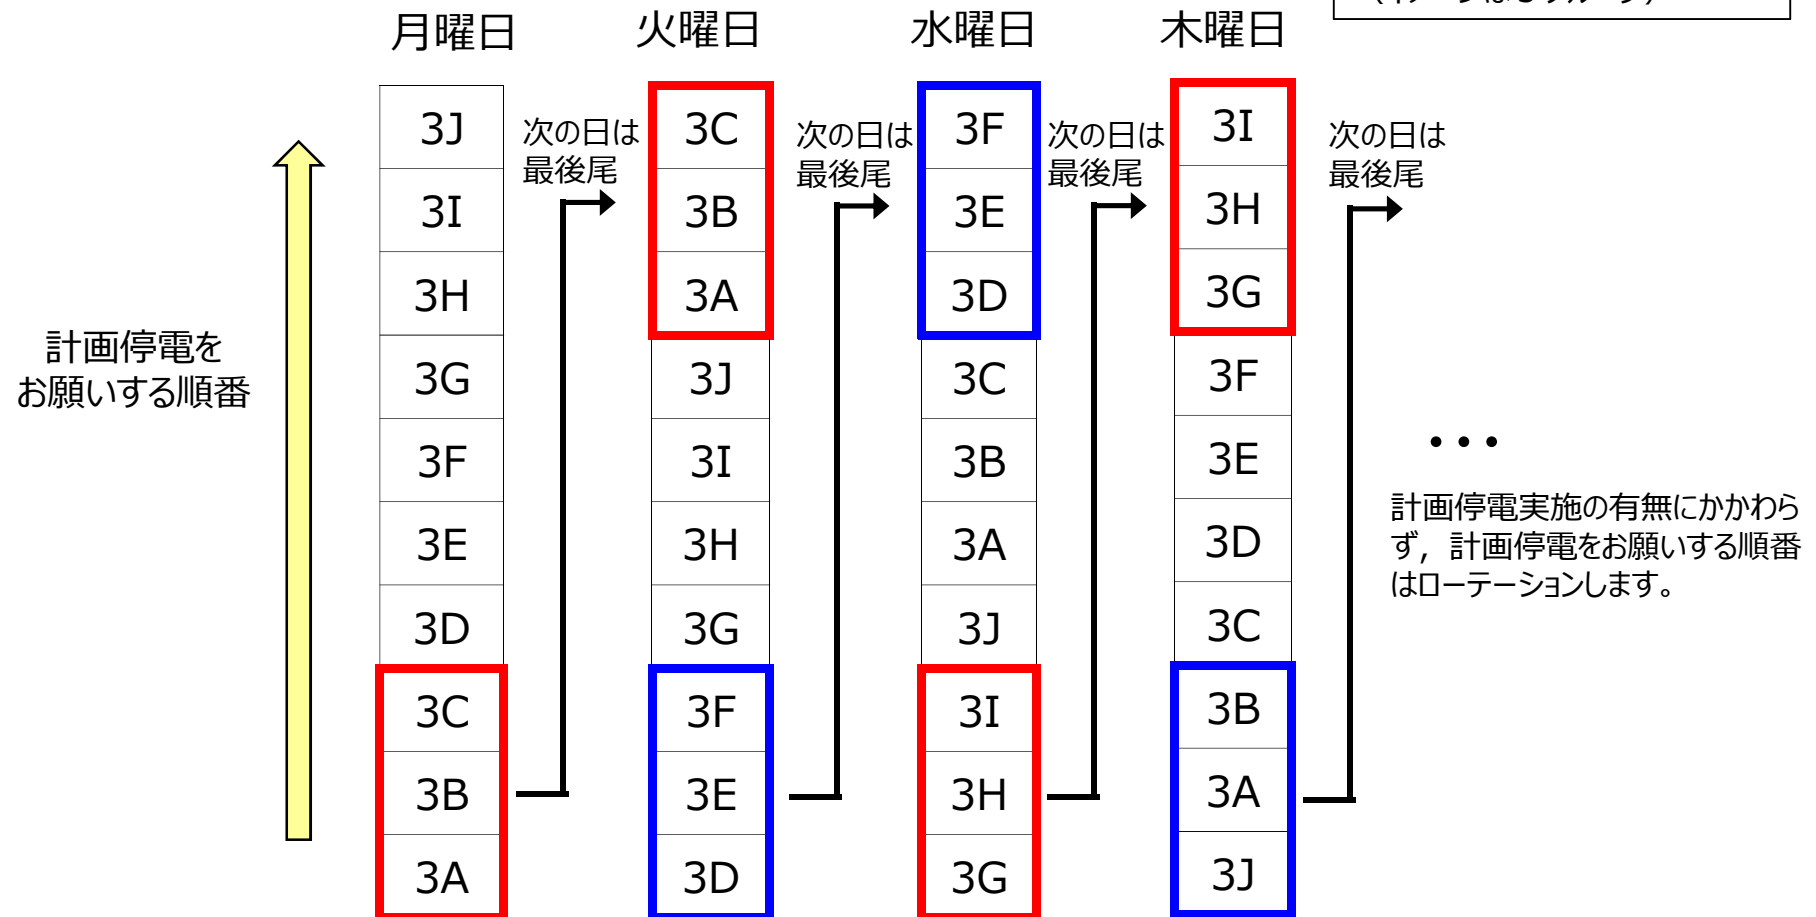 月曜日
火曜日
水曜日
木曜日
計画停電を
お願いする順番
3J
3I
3H
3G
3F
3E
3D
3C
3B
3A
次の日は
最後尾
3C
3B
3A
3J
3I
3H
3G
3F
3E
3D
次の日は
最後尾
3F
3E
3D
3C
3B
3A
3J
3I
3H
3G
次の日は
最後尾
3I
3H
3G
3F
3E
3D
3C
3B
3A
3J
次の日は
最後尾
・・・
計画停電実施の有無にかかわら
ず，計画停電をお願いする順番
はローテーションします。